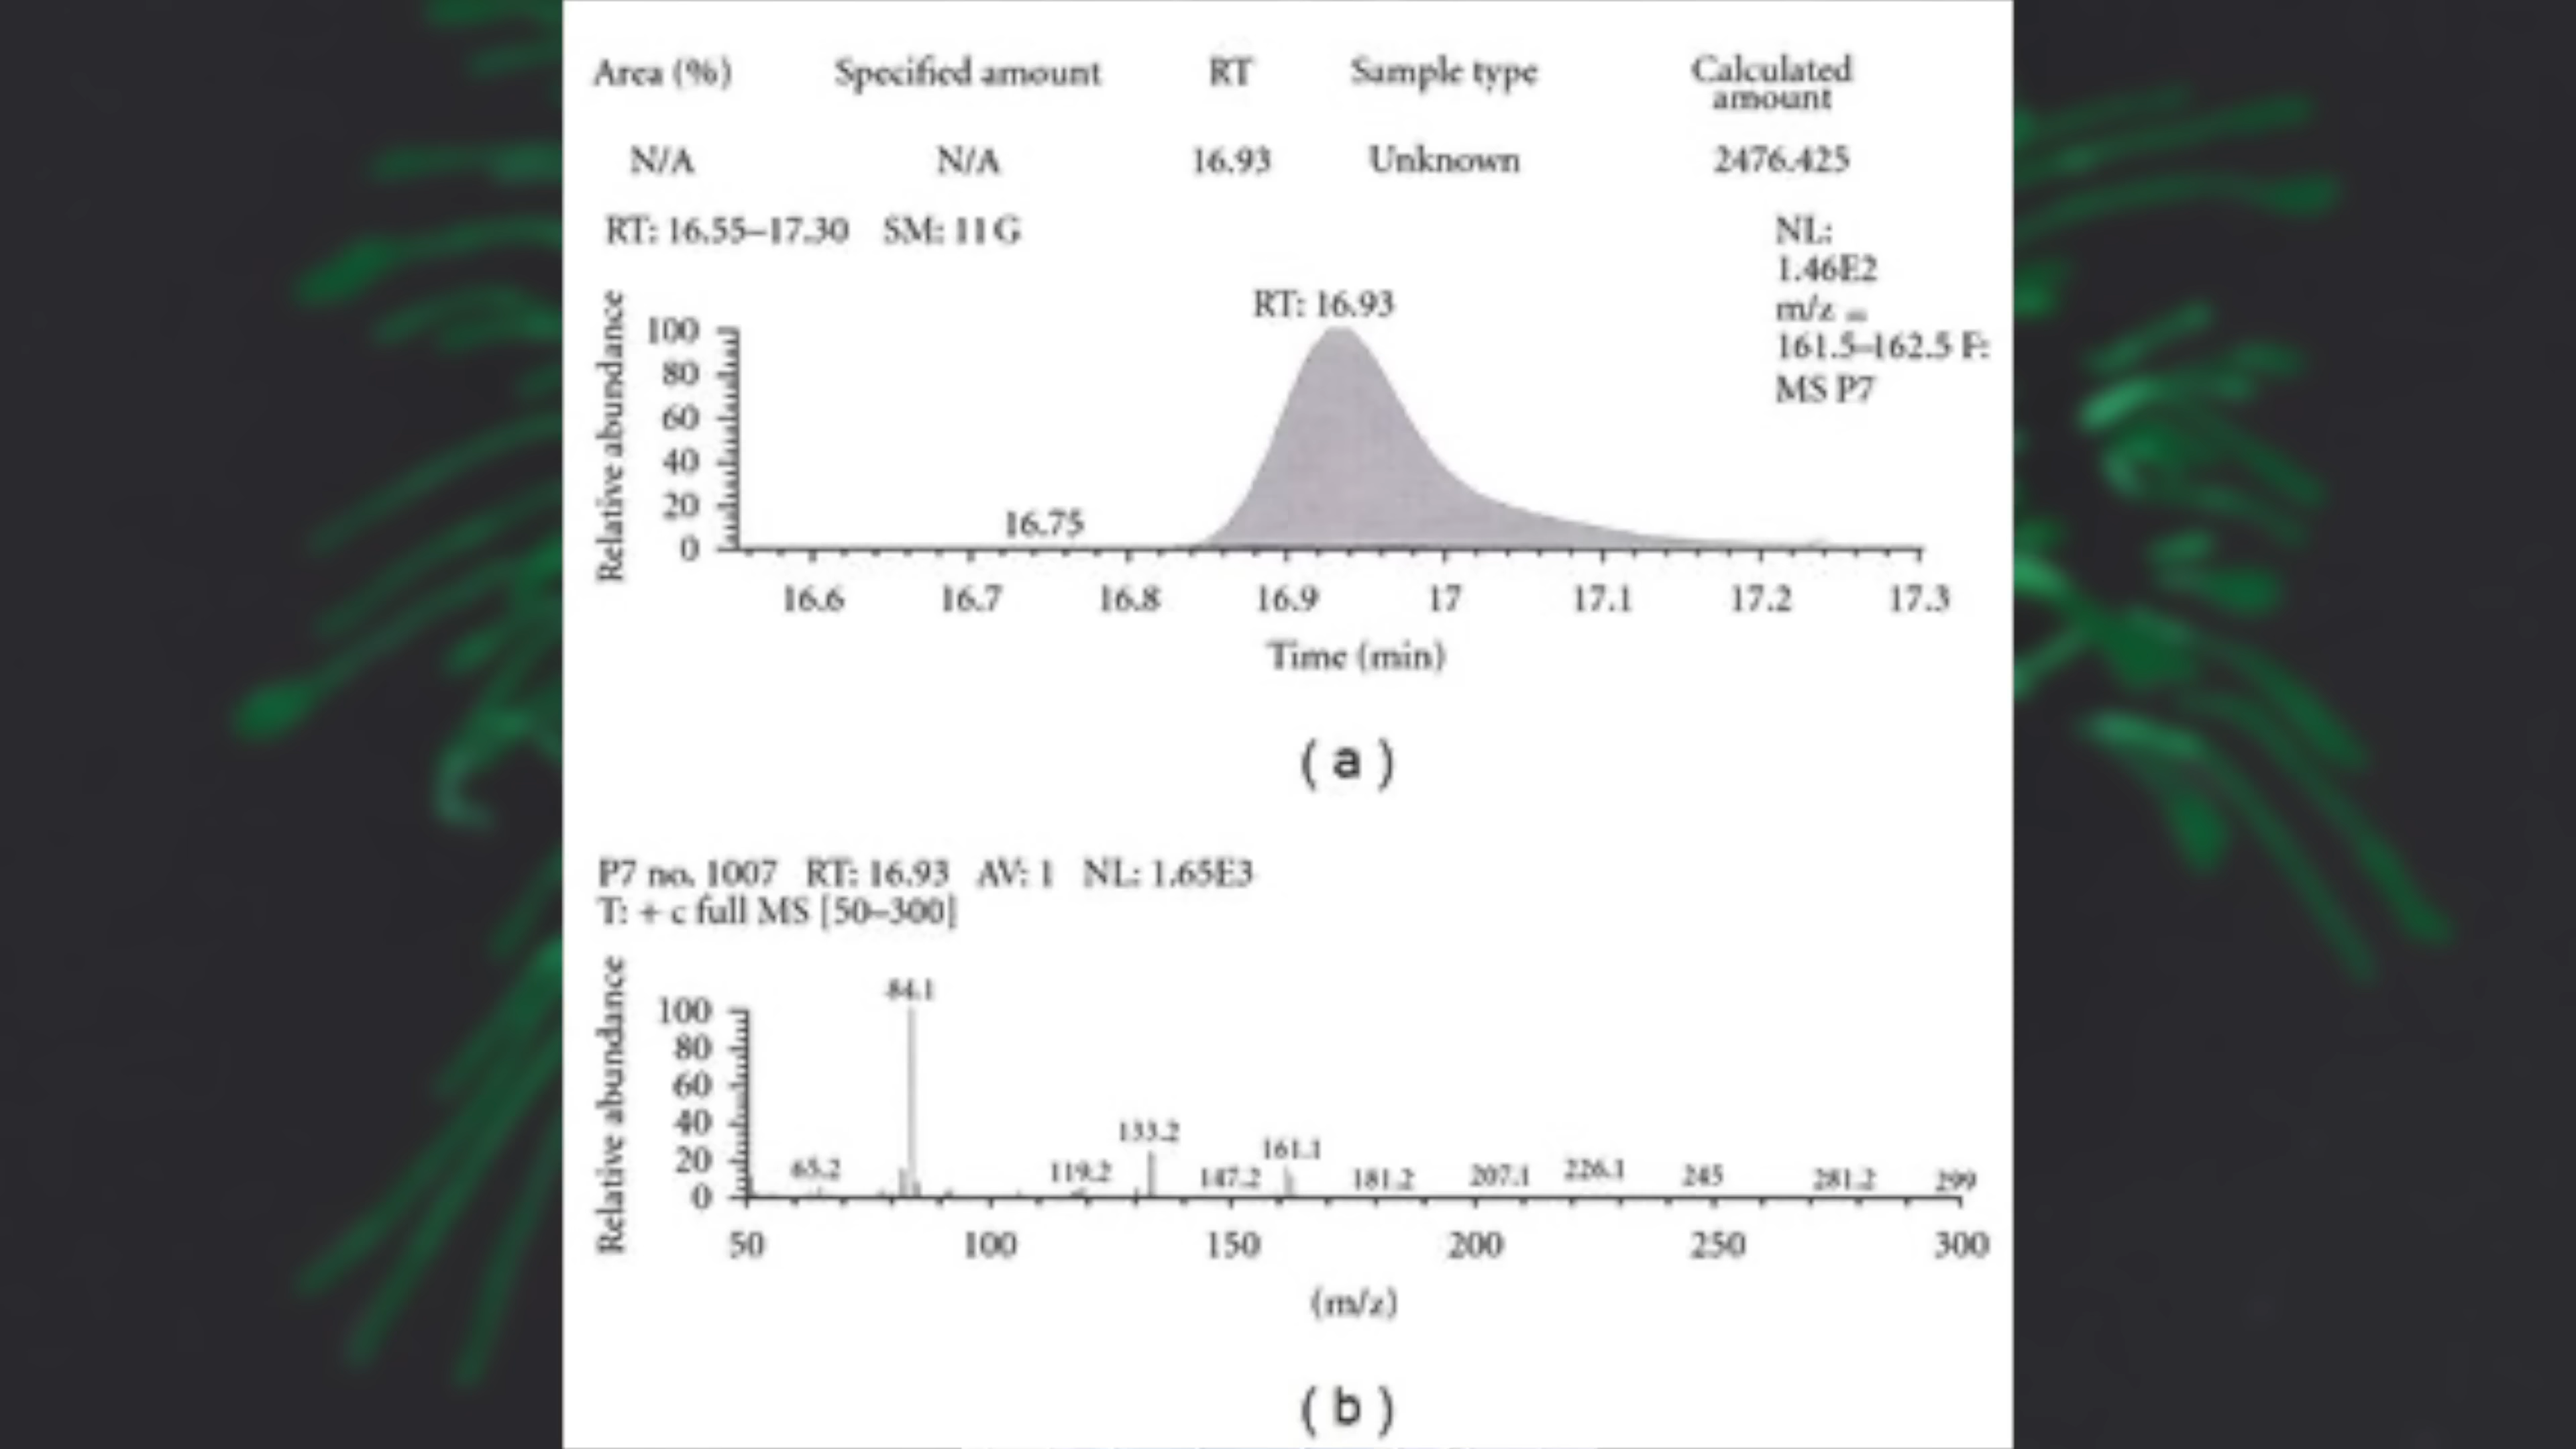 Area (%) Specified amount RT Sample type Calculated amount
N/A N/A 16.93 Unknown 2476.425
RT: 16.55–17.30 SM: 11G
NL:
1.46E2
m/z =
161.5–162.5 F:
MS P7
RT: 16.93
16.75
Relative abundance
100
80
60
40
20
0
16.6 16.7 16.8 16.9 17 17.1 17.2 17.3
Time (min)
(a)
P7 no. 1007 RT: 16.93 AV: 1 NL: 1.65E3
T: + c full MS [50–300]
Relative abundance
100
80
60
40
20
0
84.1
65.2 119.2 133.2 147.2 161.1 181.2 207.1 226.1 245 281.2 299
50 100 150 200 250 300
(m/z)
(b)